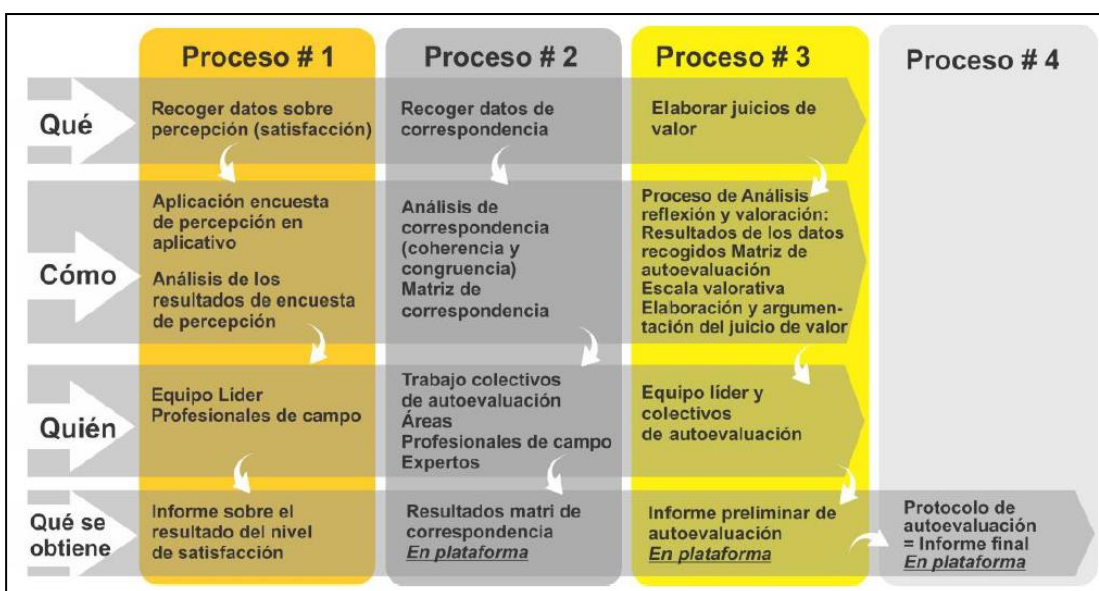 Proceso # 1
Proceso # 2
Proceso # 3
Proceso # 4
Qué
Recoger datos sobre
percepción (satisfacción)
Recoger datos de
correspondencia
Elaborar juicios de
valor
Cómo
Aplicación encuesta
de percepción en
aplicativo
Análisis de los
resultados de encuesta
de percepción
Análisis de
correspondencia
(coherencia y
congruencia)
Matriz de
correspondencia
Proceso de Análisis
reflexión y valoración:
Resultados de los datos
recogidos Matriz de
autoevaluación
Escala valorativa
Elaboración y argumen-
tación del juicio de valor
Quién
Equipo Líder
Profesionales de campo
Trabajo colectivos
de autoevaluación
Áreas
Profesionales de campo
Expertos
Equipo líder y
colectivos
de autoevaluación
Qué se
obtiene
Informe sobre el
resultado del nivel
de satisfacción
Resultados matri de
correspondencia
En plataforma
Informe preliminar de
autoevaluación
En plataforma
Protocolo de
autoevaluación
= Informe final
En plataforma